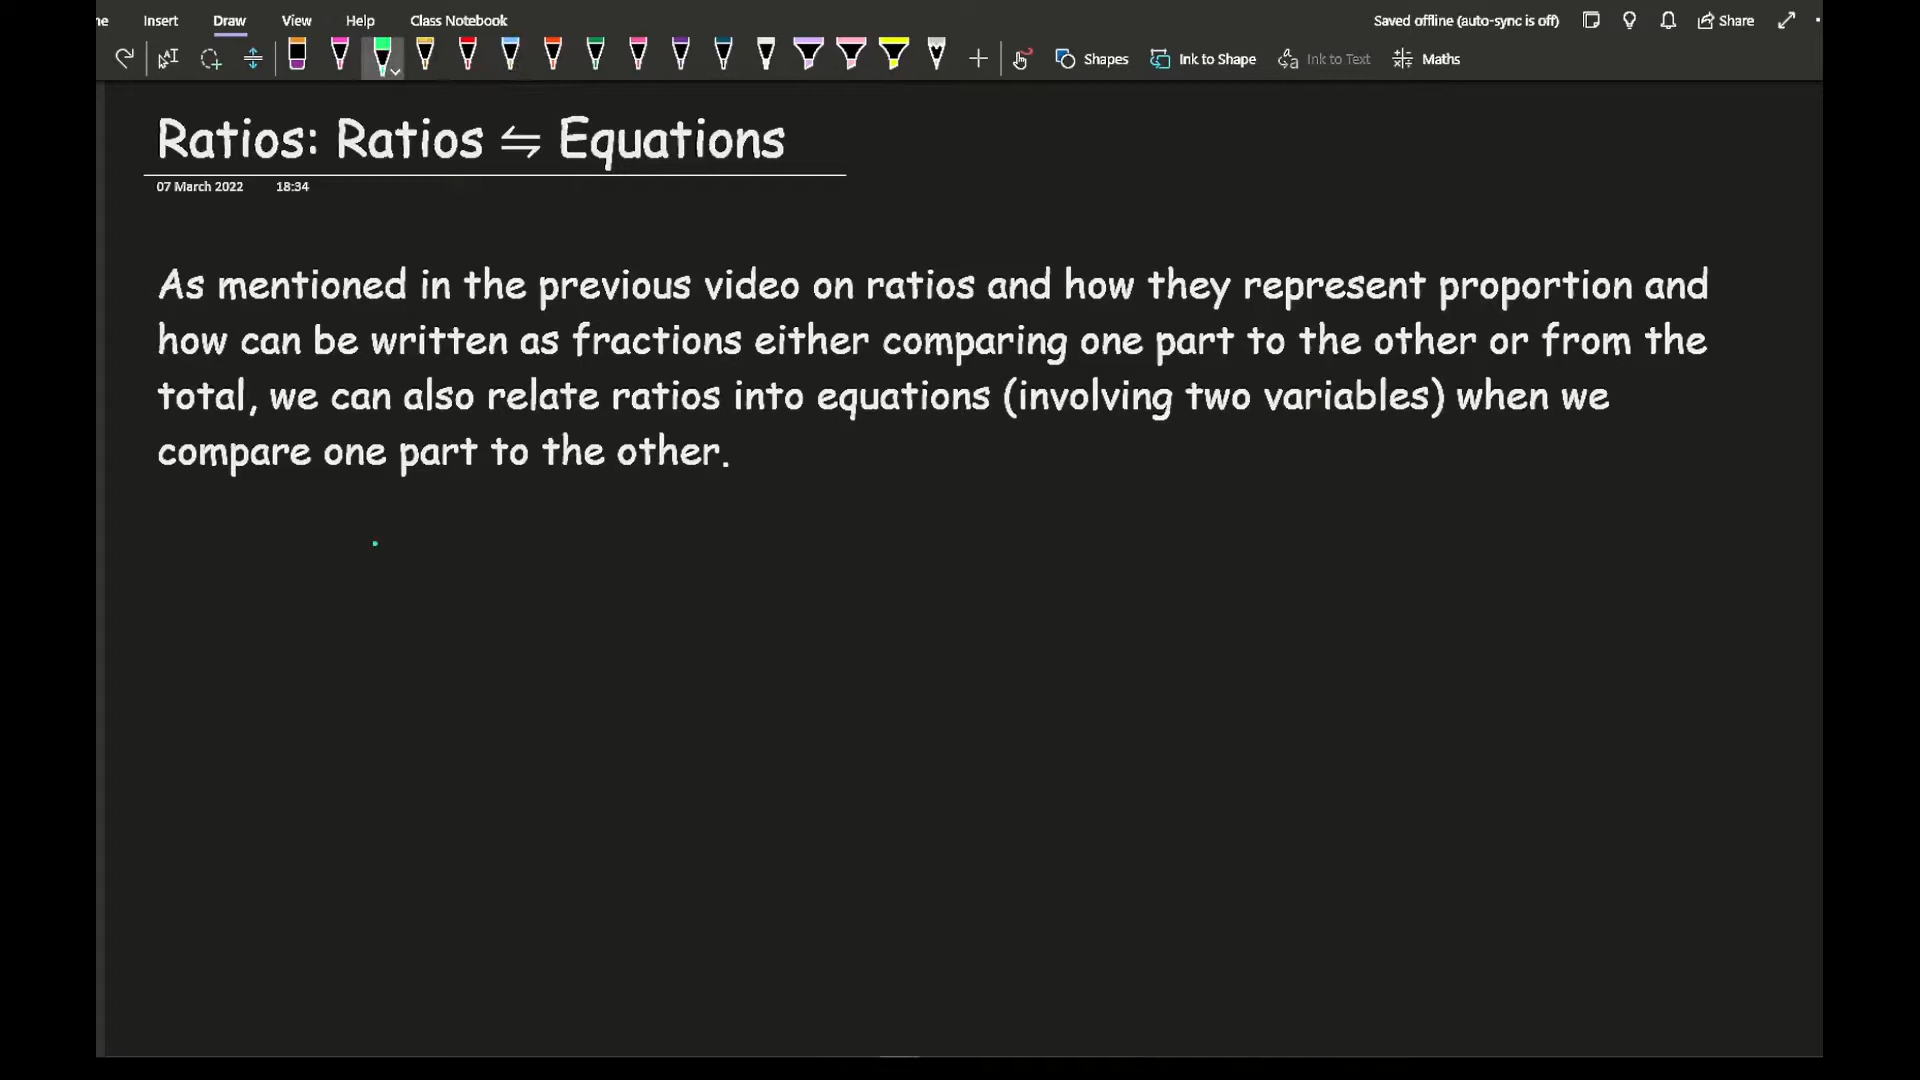 Insert Draw View Help Class Notebook Saved offline (auto-sync is off) Share
Shapes Ink to Shape Ink to Text Maths
Ratios: Ratios ⇋ Equations
07 March 2022 18:34
As mentioned in the previous video on ratios and how they represent proportion and
how can be written as fractions either comparing one part to the other or from the
total, we can also relate ratios into equations (involving two variables) when we
compare one part to the other.